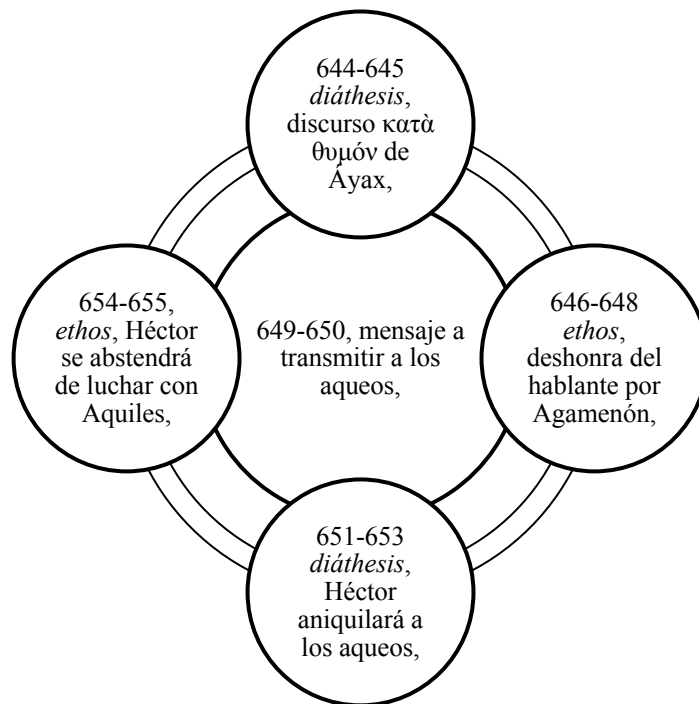 644-645
diáthesis,
discurso κατὰ
θυμόν de
Áyax,
654-655,
ethos, Héctor
se abstendrá
de luchar con
Aquiles,
649-650, mensaje a
transmitir a los
aqueos,
646-648
ethos,
deshonra del
hablante por
Agamenón,
651-653
diáthesis,
Héctor
aniquilará a
los aqueos,